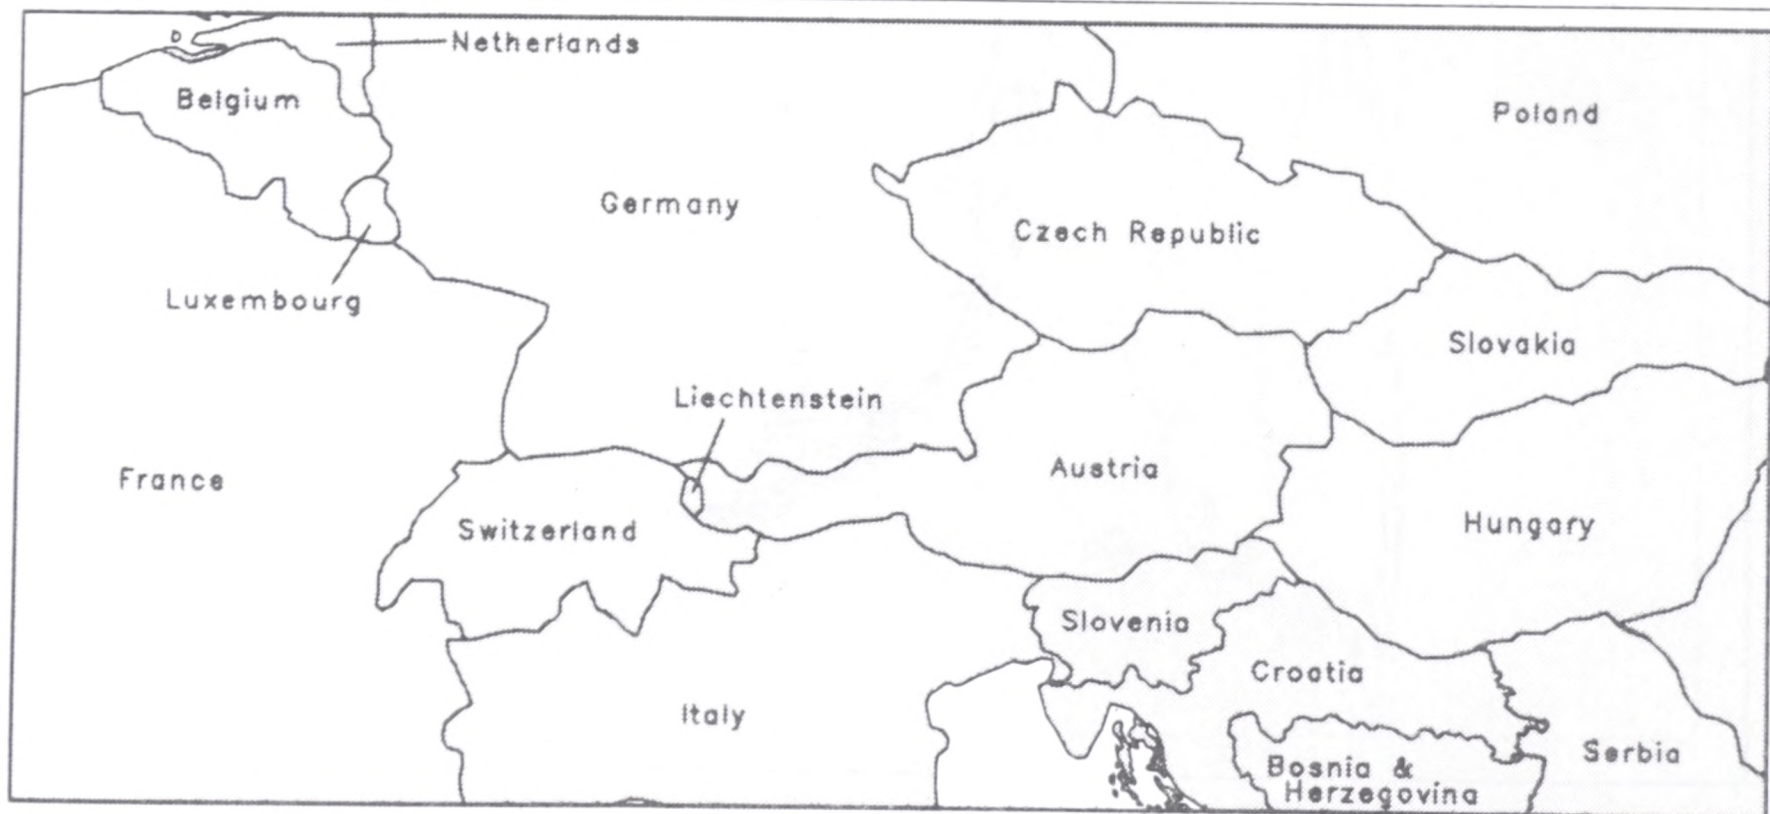 Netherlands
Belgium
Poland
Germany
Czech Republic
Luxembourg
Slovakia
Liechtenstein
France
Austria
Switzerland
Hungary
Slovenia
Croatia
Italy
Serbia
Bosnia &
Herzegovina